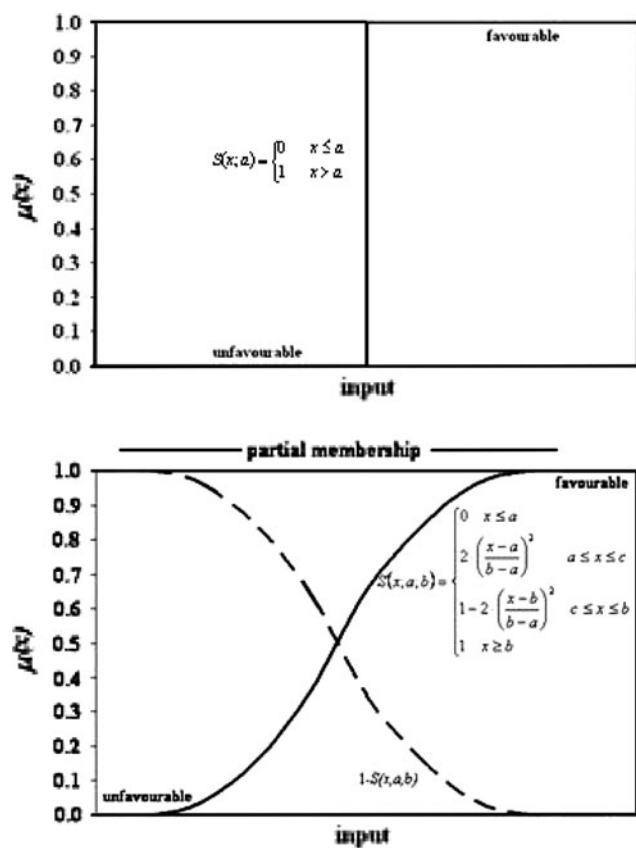 1.0
0.9
0.8
0.7
0.6
0.5
0.4
0.3
0.2
0.1
0.0
μ(x)
favourable
S(x;a)={0 x ≤ a
1 x > a
unfavourable
input
partial membership
1.0
0.9
0.8
0.7
0.6
0.5
0.4
0.3
0.2
0.1
0.0
μ(x)
favourable
S(x,a,b)={0 x ≤ a
2·((x-a)/(b-a))² a ≤ x ≤ c
1-2·((x-b)/(b-a))² c ≤ x ≤ b
1 x ≥ b
1-S(x,a,b)
unfavourable
input